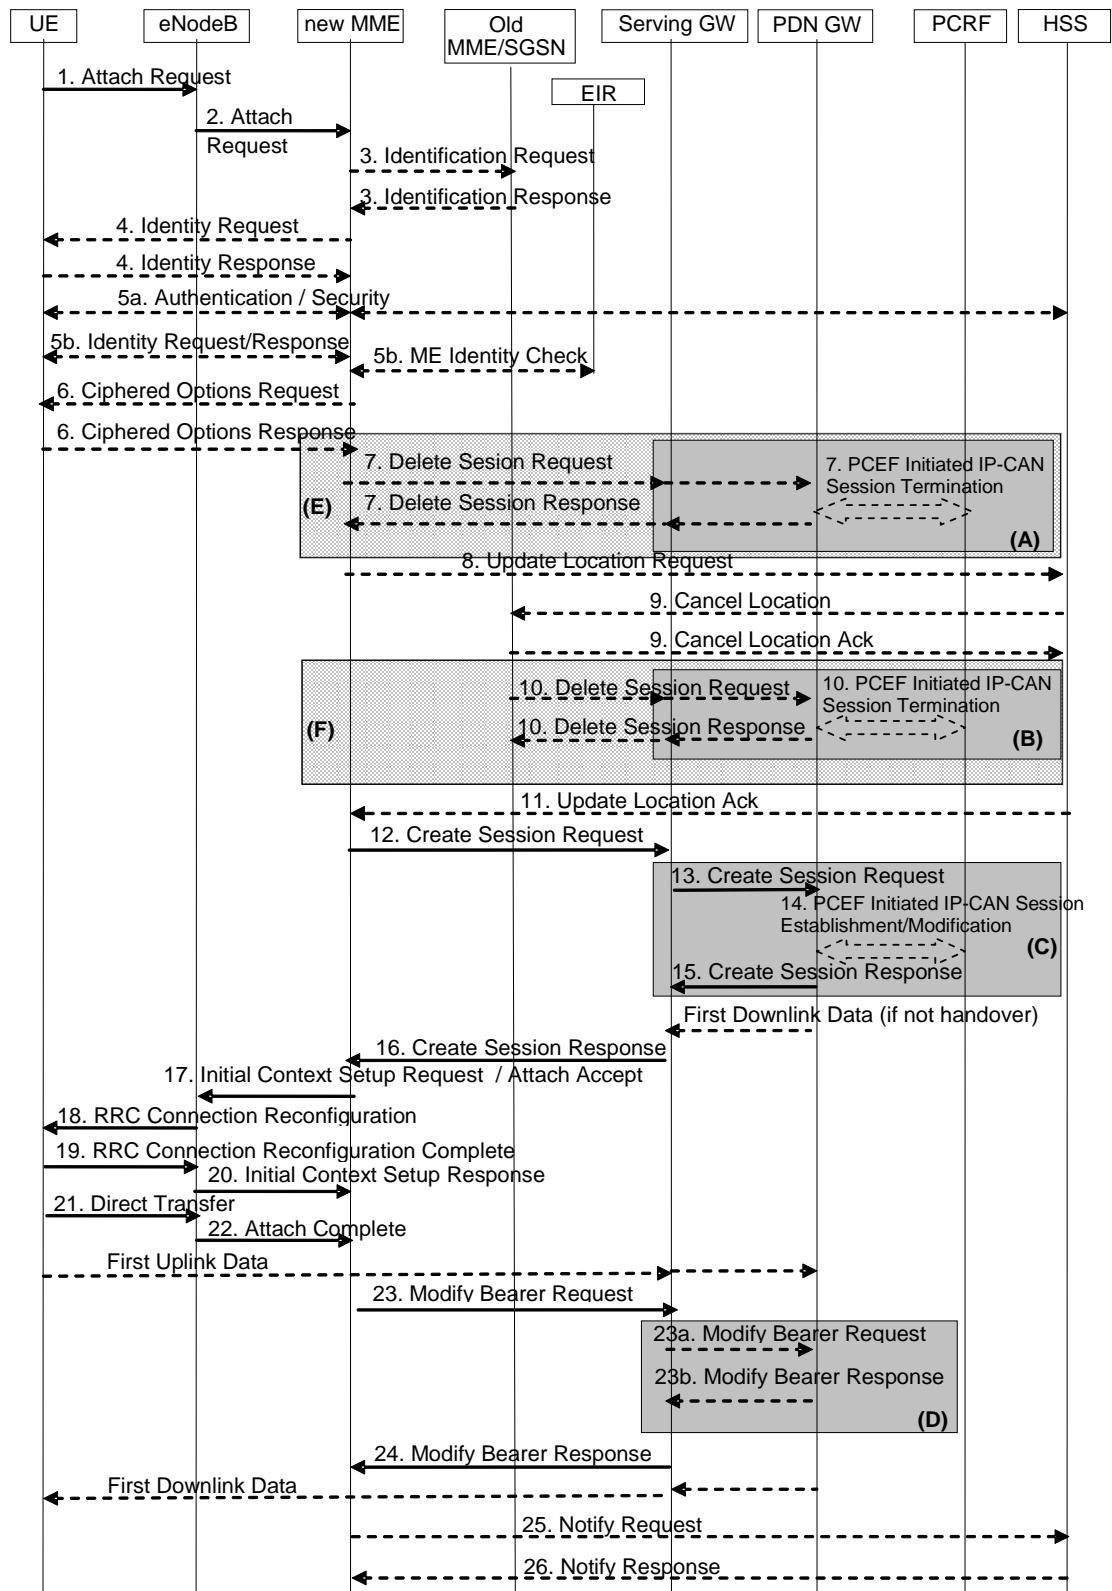 UE
eNodeB
new MME
Old
MME/SGSN
Serving GW
PDN GW
PCRF
HSS
EIR
1. Attach Request
2. Attach
Request
3. Identification Request
3. Identification Response
4. Identity Request
4. Identity Response
5a. Authentication / Security
5b. Identity Request/Response
5b. ME Identity Check
6. Ciphered Options Request
6. Ciphered Options Response
7. Delete Sesion Request
7. PCEF Initiated IP-CAN
Session Termination
(E)
7. Delete Session Response
(A)
8. Update Location Request
9. Cancel Location
9. Cancel Location Ack
10. Delete Session Request
10. PCEF Initiated IP-CAN
Session Termination
(F)
10. Delete Session Response
(B)
11. Update Location Ack
12. Create Session Request
13. Create Session Request
14. PCEF Initiated IP-CAN Session
Establishment/Modification
(C)
15. Create Session Response
First Downlink Data (if not handover)
16. Create Session Response
17. Initial Context Setup Request / Attach Accept
18. RRC Connection Reconfiguration
19. RRC Connection Reconfiguration Complete
20. Initial Context Setup Response
21. Direct Transfer
22. Attach Complete
First Uplink Data
23. Modify Bearer Request
23a. Modify Bearer Request
23b. Modify Bearer Response
(D)
24. Modify Bearer Response
First Downlink Data
25. Notify Request
26. Notify Response